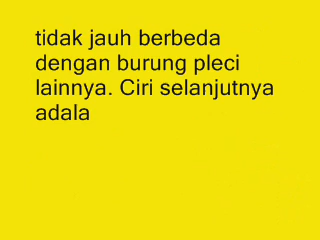 tidak jauh berbeda
dengan burung pleci
lainnya. Ciri selanjutnya
adala